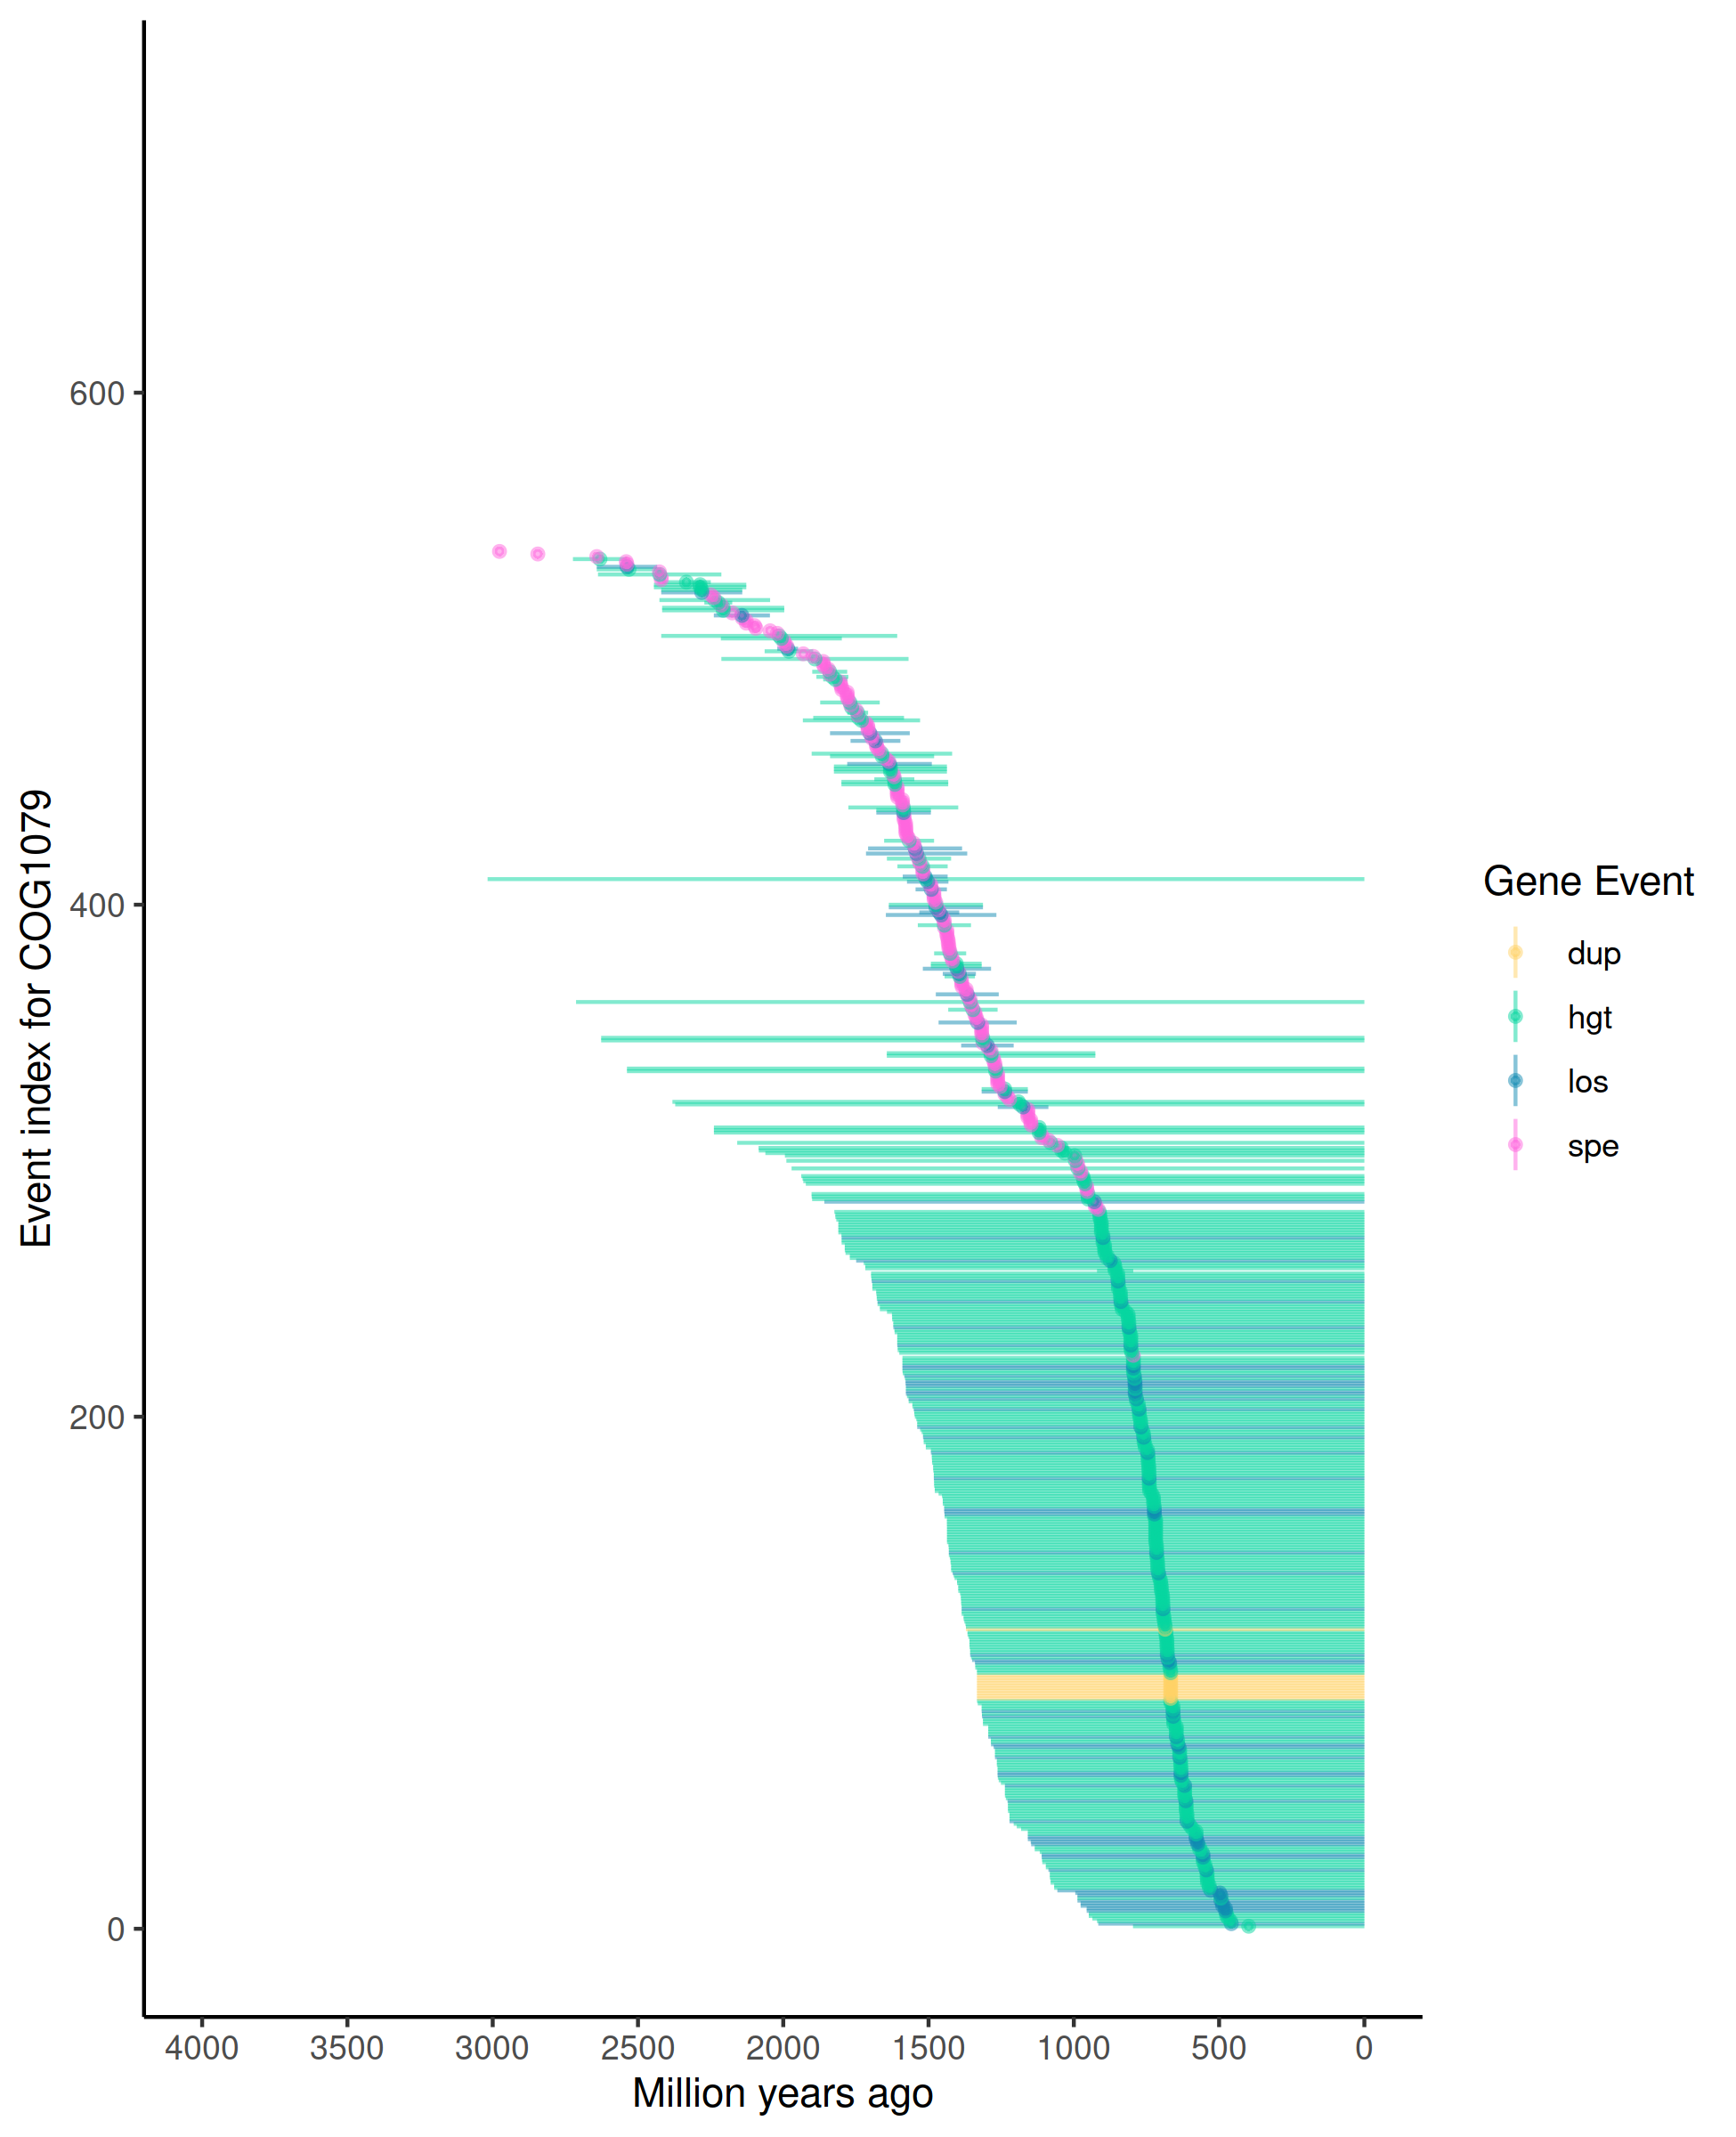 Event index for COG1079
600
400
200
0
4000 3500 3000 2500 2000 1500 1000 500 0
Million years ago
Gene Event
dup
hgt
los
spe